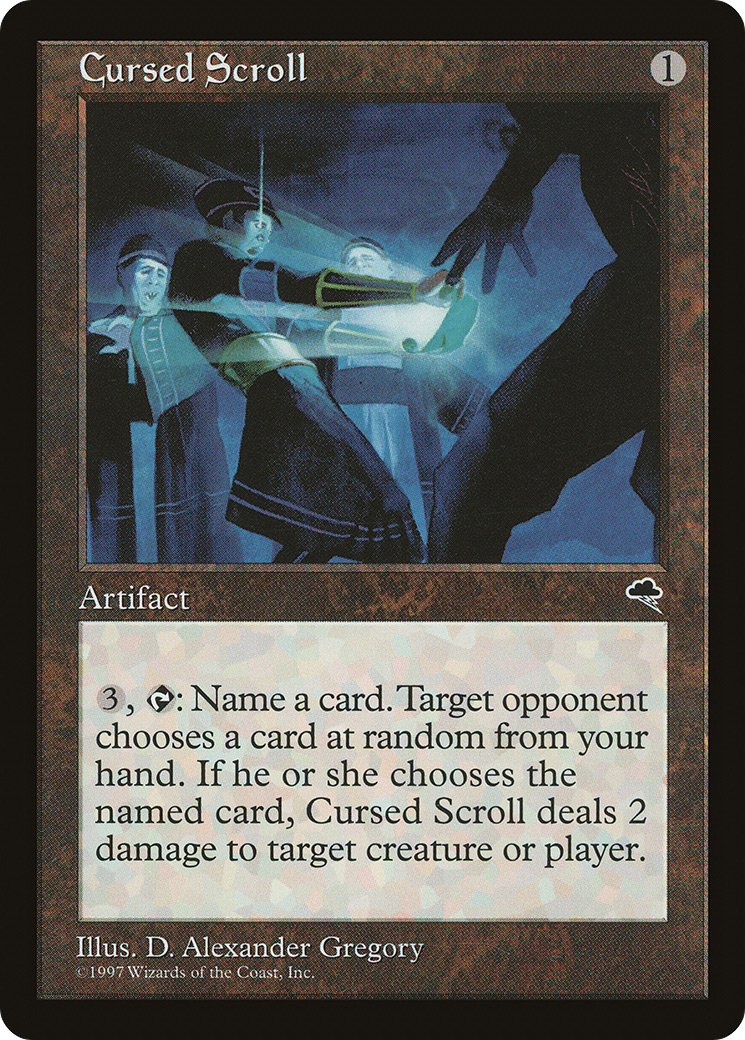 Cursed Scroll
1
Artifact
3, : Name a card. Target opponent
chooses a card at random from your
hand. If he or she chooses the
named card, Cursed Scroll deals 2
damage to target creature or player.
Illus. D. Alexander Gregory
©1997 Wizards of the Coast, Inc.